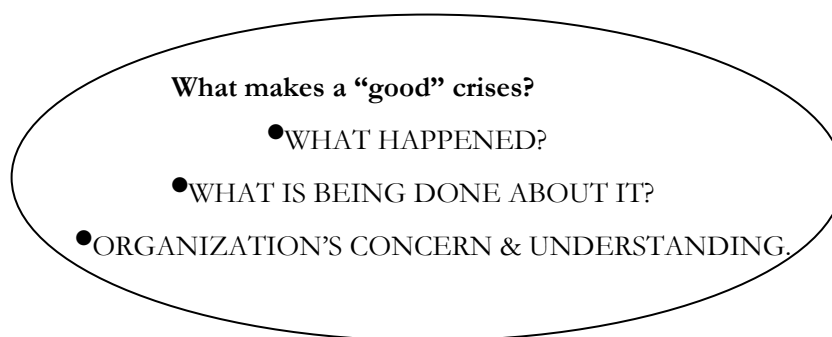 What makes a “good” crises?
•WHAT HAPPENED?
•WHAT IS BEING DONE ABOUT IT?
•ORGANIZATION’S CONCERN & UNDERSTANDING.